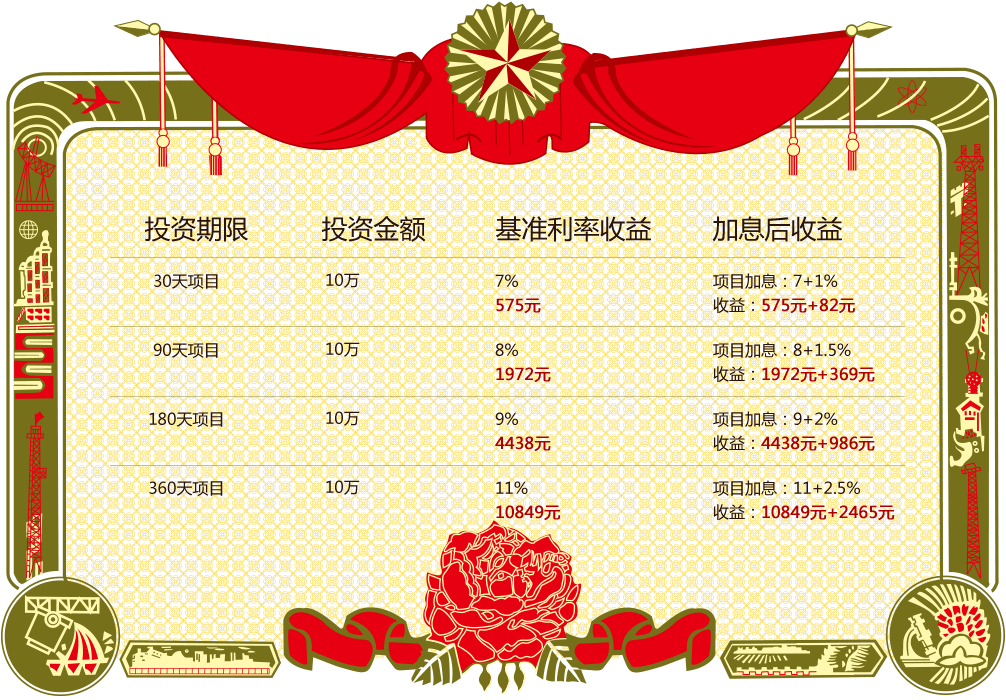 投资期限 投资金额 基准利率收益 加息后收益
30天项目 10万 7% 项目加息：7+1%
575元 收益：575元+82元
90天项目 10万 8% 项目加息：8+1.5%
1972元 收益：1972元+369元
180天项目 10万 9% 项目加息：9+2%
4438元 收益：4438元+986元
360天项目 10万 11% 项目加息：11+2.5%
10849元 收益：10849元+2465元